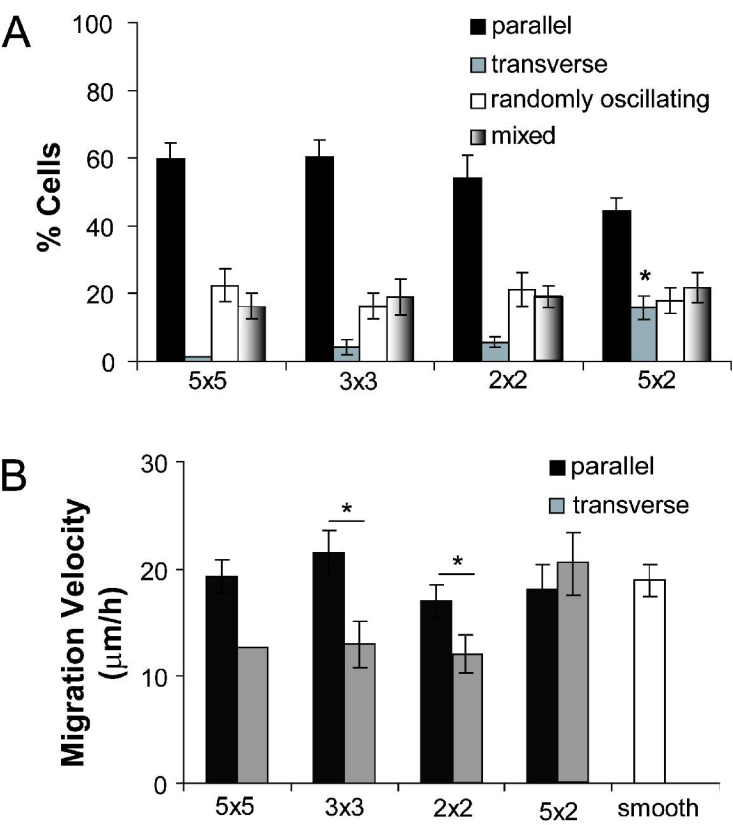 A
100
80
60
40
20
0
% Cells
parallel
transverse
randomly oscillating
mixed
*
5x5 3x3 2x2 5x2
B
30
20
10
0
Migration Velocity
(μm/h)
parallel
transverse
* *
5x5 3x3 2x2 5x2 smooth